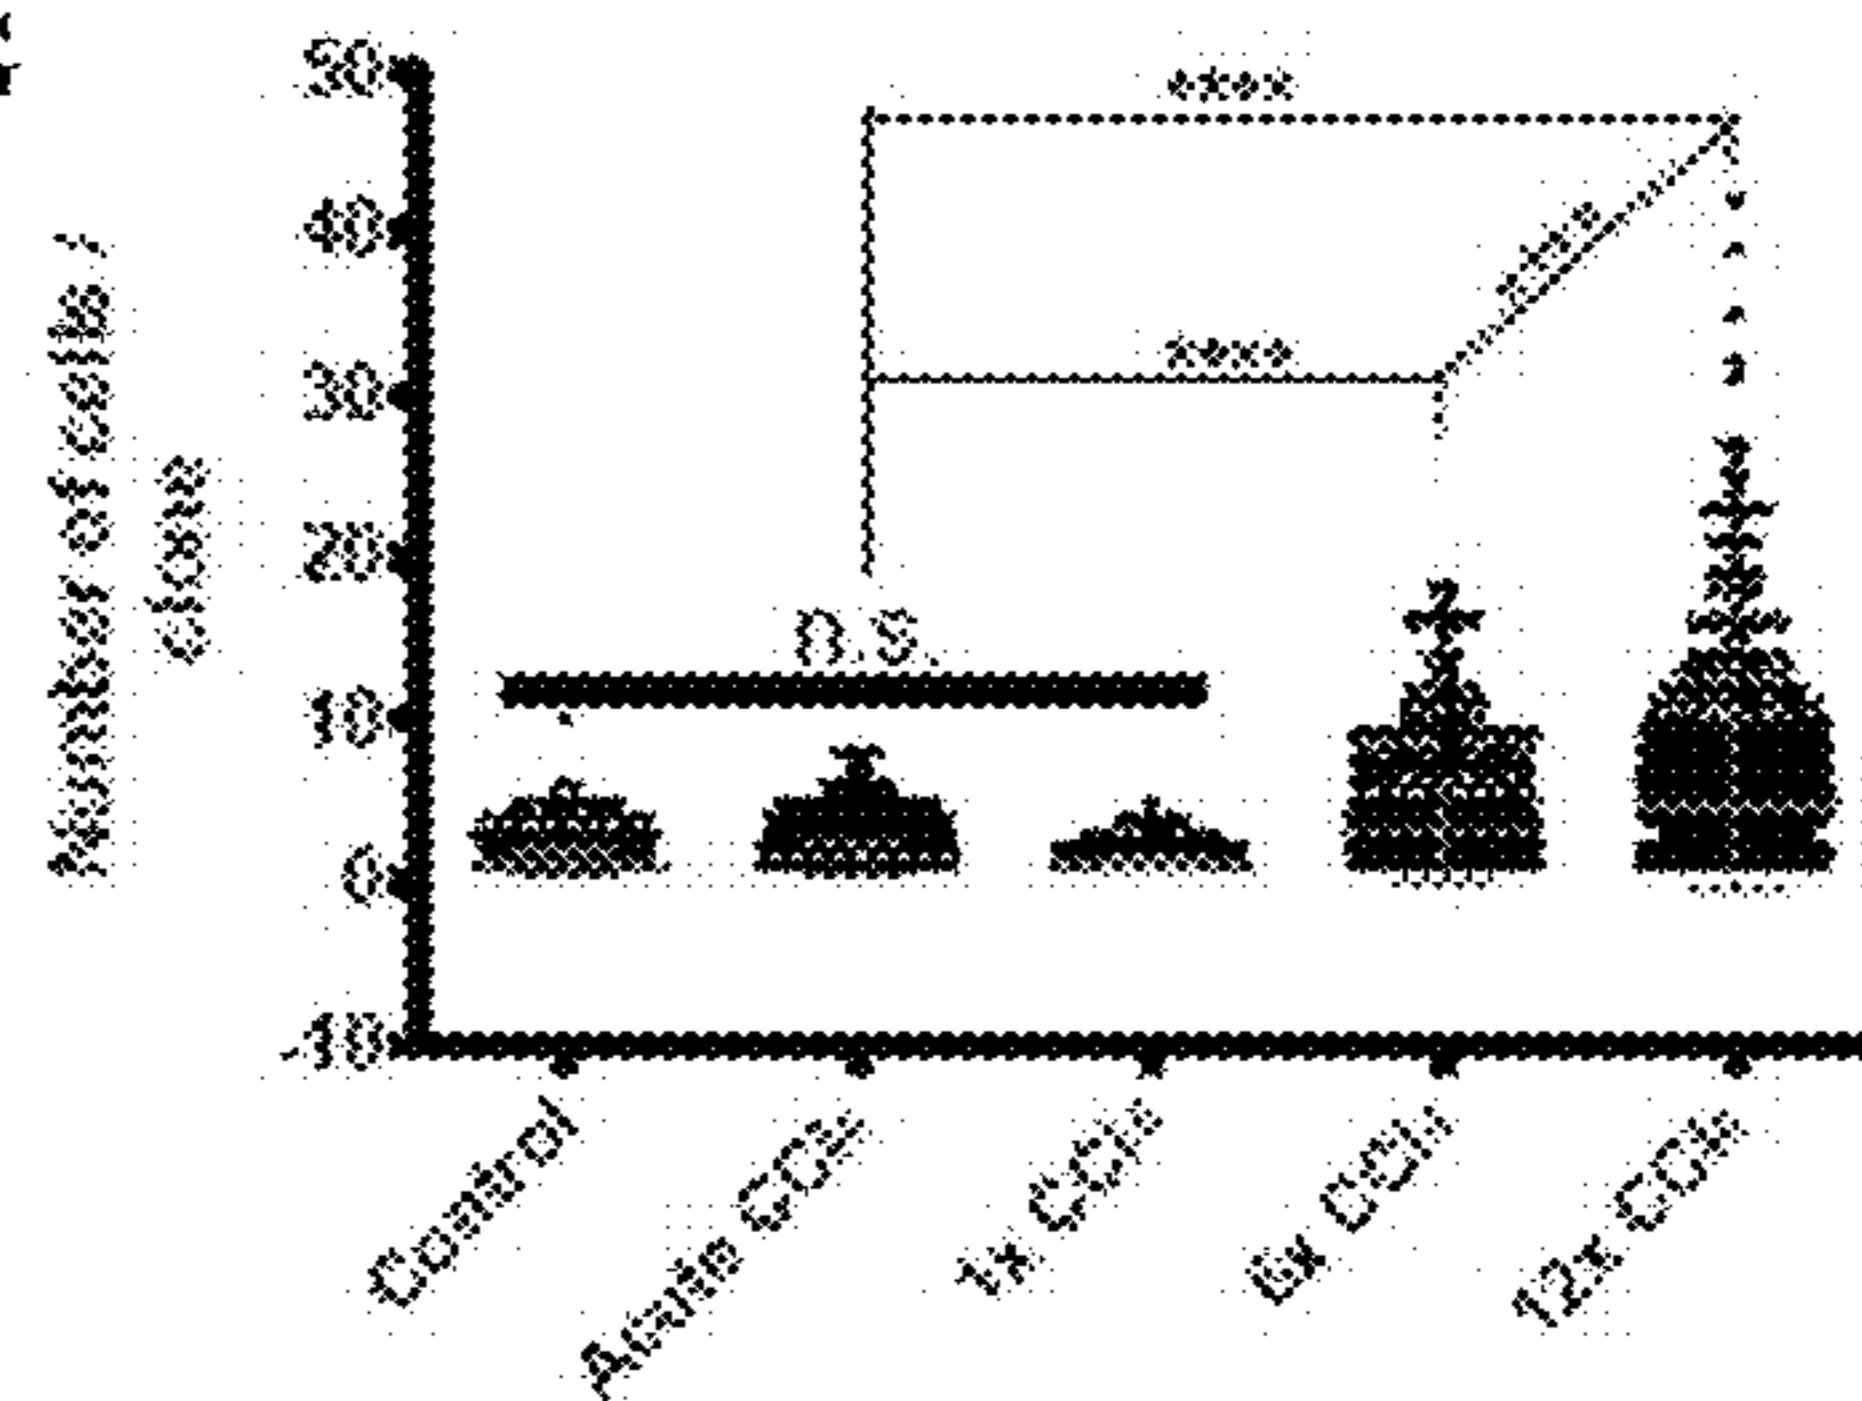 50
40
30
20
10
0
-10
Number of cells /
clone
****
****
****
n.S.
Control
Acute CCl₄
1x CCl₄
6x CCl₄
12x CCl₄